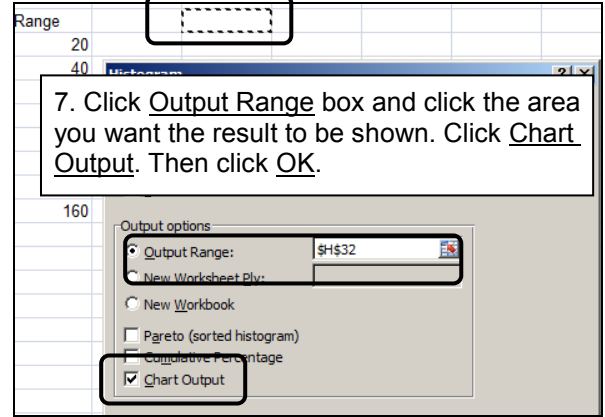 Range
20
40
Histogram
7. Click Output Range box and click the area
you want the result to be shown. Click Chart
Output. Then click OK.
160
Output options
Output Range: $H$32
New Worksheet Ply:
New Workbook
Pareto (sorted histogram)
Cumulative Percentage
Chart Output